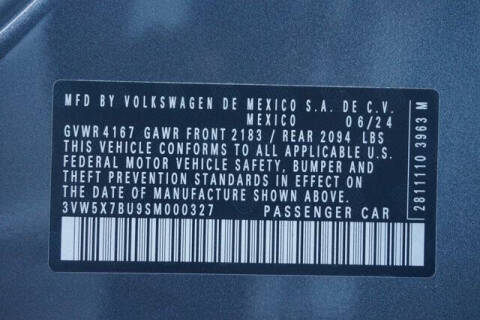 MFD BY VOLKSWAGEN DE MEXICO S.A. DE C.V.
MEXICO 06/24
GVWR 4167 GAWR FRONT 2183 / REAR 2094 LBS
THIS VEHICLE CONFORMS TO ALL APPLICABLE U.S.
FEDERAL MOTOR VEHICLE SAFETY, BUMPER AND
THEFT PREVENTION STANDARDS IN EFFECT ON
THE DATE OF MANUFACTURE SHOWN ABOVE.
3VW5X7BU9SM000327 PASSENGER CAR
2811110 3963 M